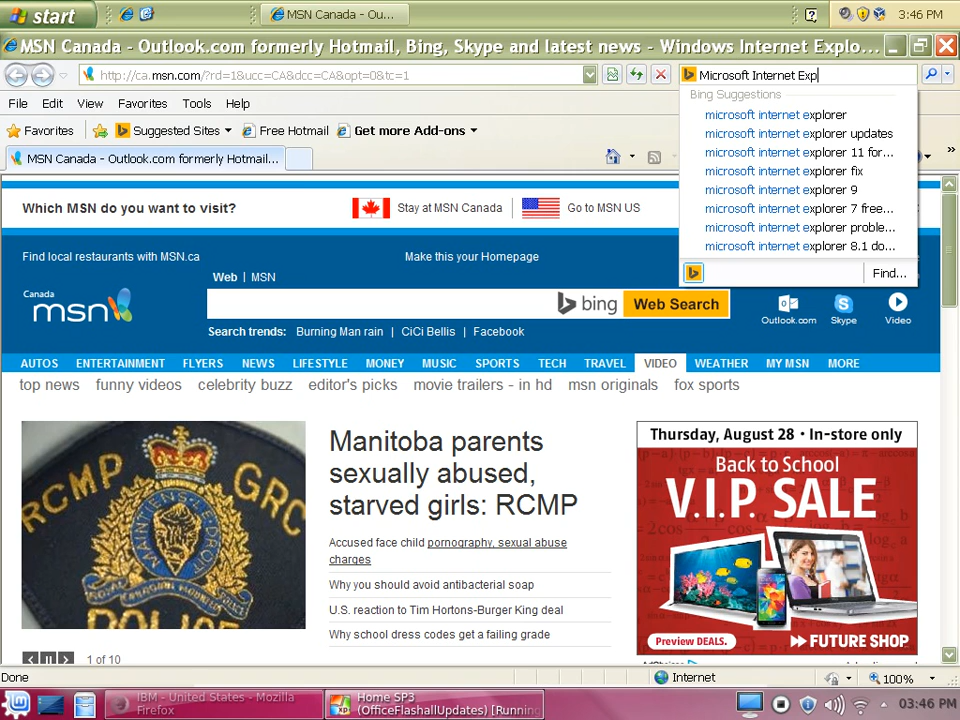 start
MSN Canada - Ou...
3:46 PM
MSN Canada - Outlook.com formerly Hotmail, Bing, Skype and latest news - Windows Internet Explo...
http://ca.msn.com/?rd=1&ucc=CA&dcc=CA&opt=0&tc=1
Microsoft Internet Exp
File Edit View Favorites Tools Help
Bing Suggestions
microsoft internet explorer
microsoft internet explorer updates
microsoft internet explorer 11 for...
microsoft internet explorer fix
microsoft internet explorer 9
microsoft internet explorer 7 free...
microsoft internet explorer proble...
microsoft internet explorer 8.1 do...
Find...
Favorites Suggested Sites Free Hotmail Get more Add-ons
MSN Canada - Outlook.com formerly Hotmail...
Which MSN do you want to visit? Stay at MSN Canada Go to MSN US
Find local restaurants with MSN.ca Make this your Homepage
Web | MSN
Canada
msn
bing Web Search
Outlook.com Skype Video
Search trends: Burning Man rain | CiCi Bellis | Facebook
AUTOS ENTERTAINMENT FLYERS NEWS LIFESTYLE MONEY MUSIC SPORTS TECH TRAVEL VIDEO WEATHER MY MSN MORE
top news funny videos celebrity buzz editor's picks movie trailers - in hd msn originals fox sports
RCMP GRC
MAINTIENS LE DROIT
POLICE
Manitoba parents
sexually abused,
starved girls: RCMP
Accused face child pornography, sexual abuse
charges
Why you should avoid antibacterial soap
U.S. reaction to Tim Hortons-Burger King deal
Why school dress codes get a failing grade
1 of 10
Thursday, August 28 • In-store only
Back to School
V.I.P. SALE
Preview DEALS.
FUTURE SHOP
AdChoices
Done
Internet
100%
IBM - United States - Mozilla
Firefox
Home SP3
(OfficeFlashallUpdates) [Running
03:46 PM